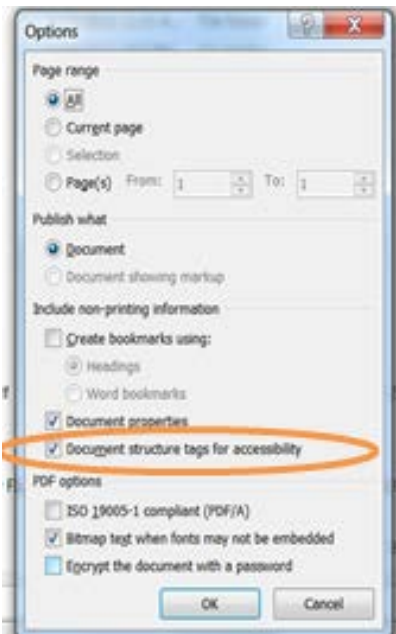 Options
Page range
All
Current page
Selection
Page(s) From: 1 To: 1
Publish what
Document
Document showing markup
Include non-printing information
Create bookmarks using:
Headings
Word bookmarks
Document properties
Document structure tags for accessibility
PDF options
ISO 19005-1 compliant (PDF/A)
Bitmap text when fonts may not be embedded
Encrypt the document with a password
OK Cancel